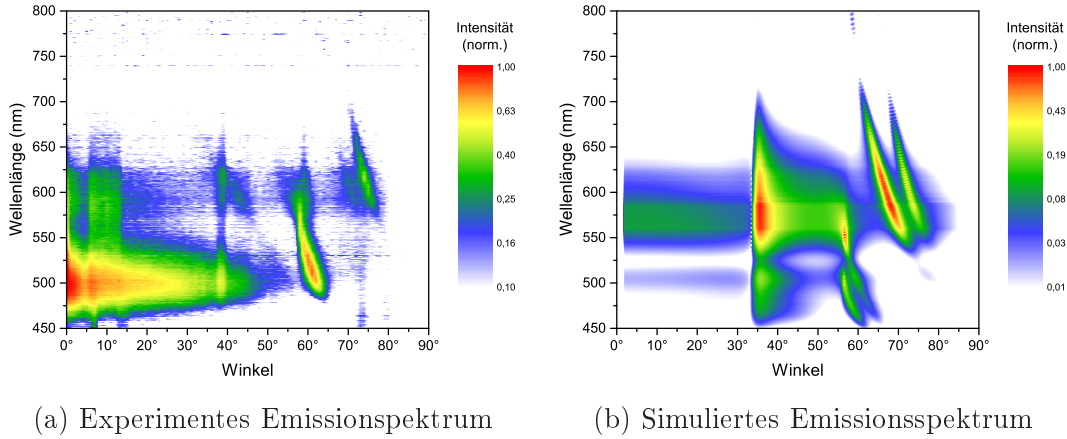 800
750
700
650
600
550
500
450
Wellenlänge (nm)
0° 10° 20° 30° 40° 50° 60° 70° 80° 90°
Winkel
Intensität
(norm.)
1,00
0,63
0,40
0,25
0,16
0,10
(a) Experimentes Emissionspektrum
800
750
700
650
600
550
500
450
Wellenlänge (nm)
0° 10° 20° 30° 40° 50° 60° 70° 80° 90°
Winkel
Intensität
(norm.)
1,00
0,43
0,19
0,08
0,03
0,01
(b) Simuliertes Emissionsspektrum